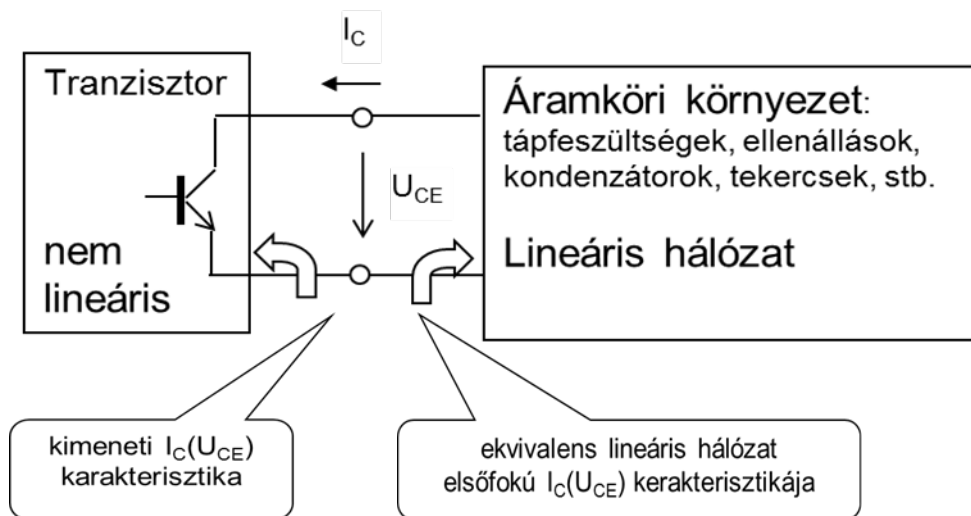 I_C
Tranzisztor
nem
lineáris
U_CE
Áramköri környezet:
tápfeszültségek, ellenállások,
kondenzátorok, tekercsek, stb.
Lineáris hálózat
kimeneti I_C(U_CE)
karakterisztika
ekvivalens lineáris hálózat
elsőfokú I_C(U_CE) kerakterisztikája